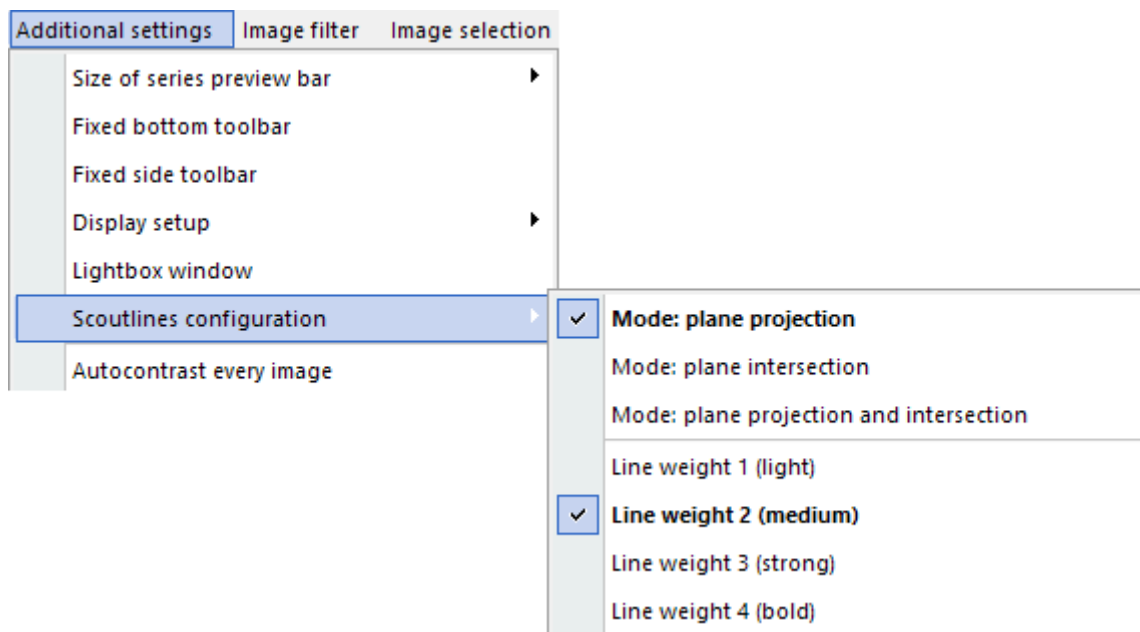 Additional settings Image filter Image selection
Size of series preview bar
Fixed bottom toolbar
Fixed side toolbar
Display setup
Lightbox window
Scoutlines configuration
Autocontrast every image
Mode: plane projection
Mode: plane intersection
Mode: plane projection and intersection
Line weight 1 (light)
Line weight 2 (medium)
Line weight 3 (strong)
Line weight 4 (bold)